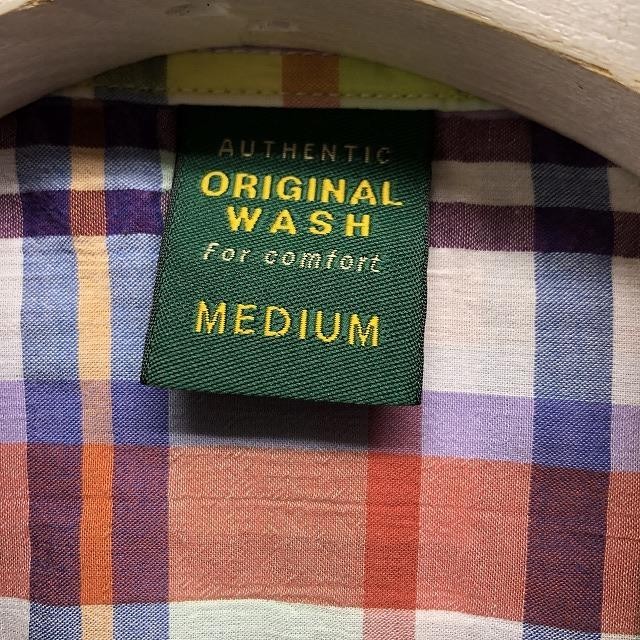 AUTHENTIC
ORIGINAL
WASH
For comfort
MEDIUM